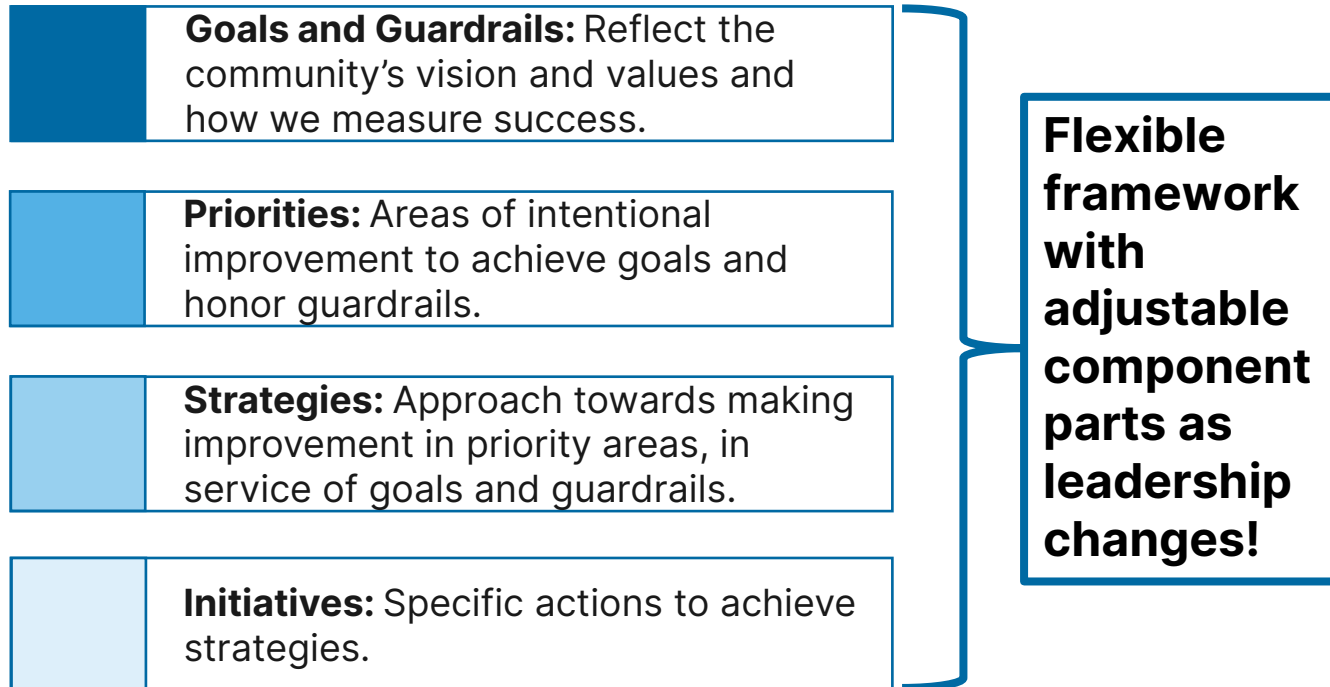 Goals and Guardrails: Reflect the
community’s vision and values and
how we measure success.
Priorities: Areas of intentional
improvement to achieve goals and
honor guardrails.
Strategies: Approach towards making
improvement in priority areas, in
service of goals and guardrails.
Initiatives: Specific actions to achieve
strategies.
Flexible
framework
with
adjustable
component
parts as
leadership
changes!